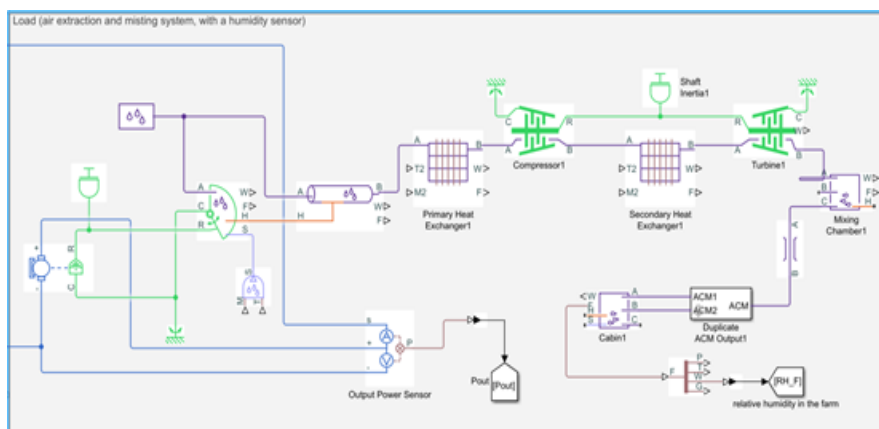 Load (air extraction and misting system, with a humidity sensor)
Shaft
Inertia1
C
R
C
W
A
B
A
B
A
B
A
B
Compressor1
Turbine1
T2
W
M2
F
T2
W
M2
F
Primary Heat
Exchanger1
Secondary Heat
Exchanger1
A
W
F
C
H
R
S
A
B
H
W
F
A
W
B
F
C
H
Mixing
Chamber1
R
C
+
-
S
M
T
A
B
s
+
-
P
Output Power Sensor
Pout
[Pout]
W
F
H
S
A
B
C
Cabin1
ACM1
ACM2
ACM
Duplicate
ACM Output1
F
P
T
W
G
[RH_F]
relative humidity in the farm